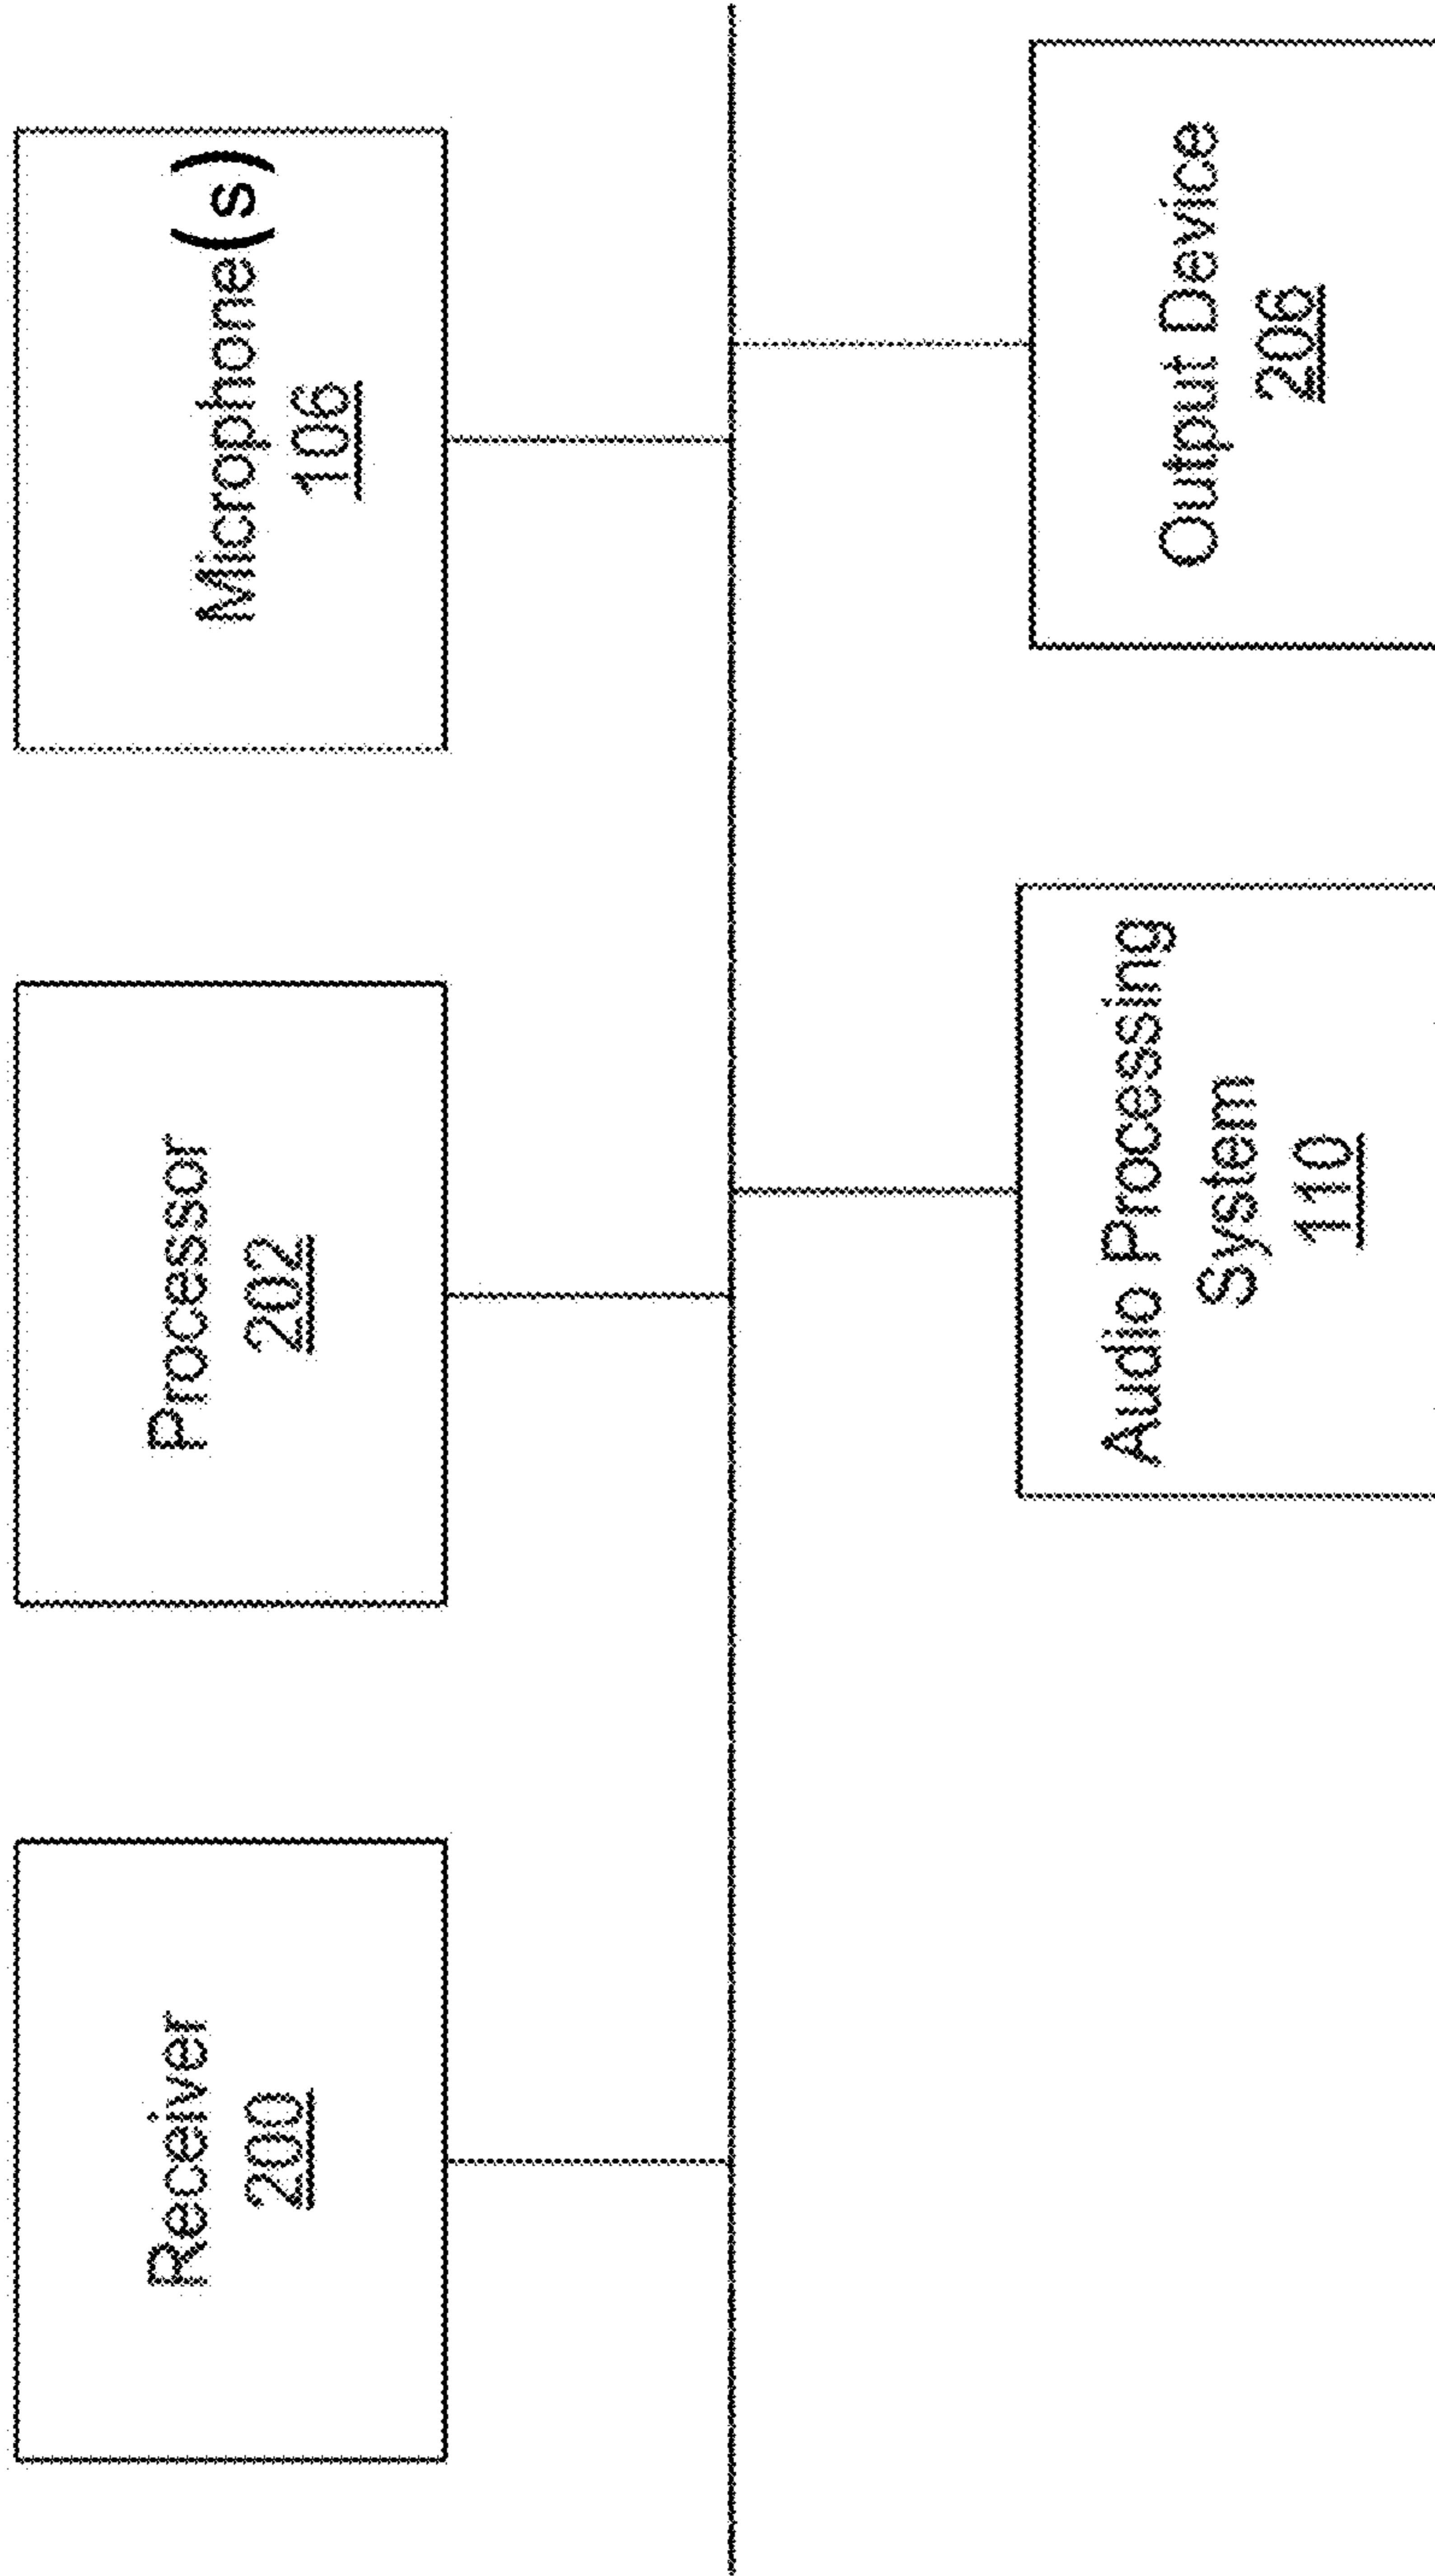 Receiver
200
Processor
202
Microphone(s)
106
Audio Processing
System
110
Output Device
206